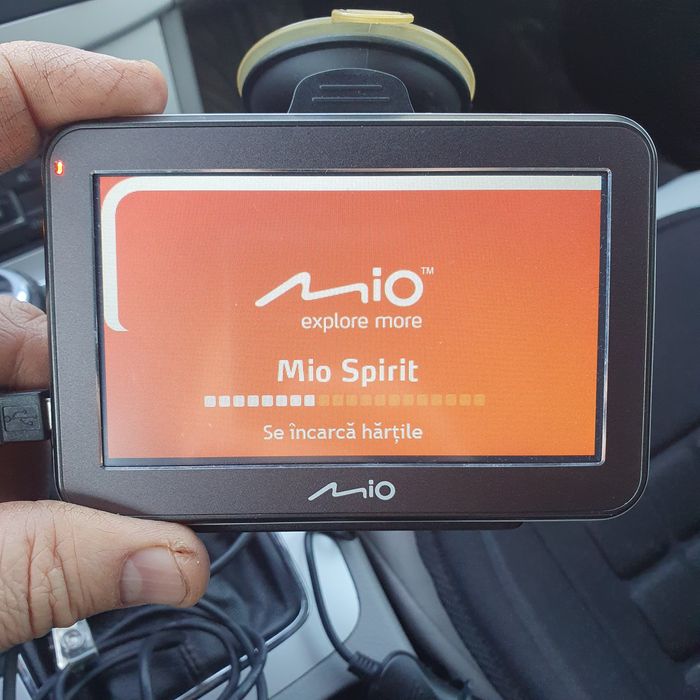 Mio™
explore more
Mio Spirit
Se încarcă hărțile
Mio